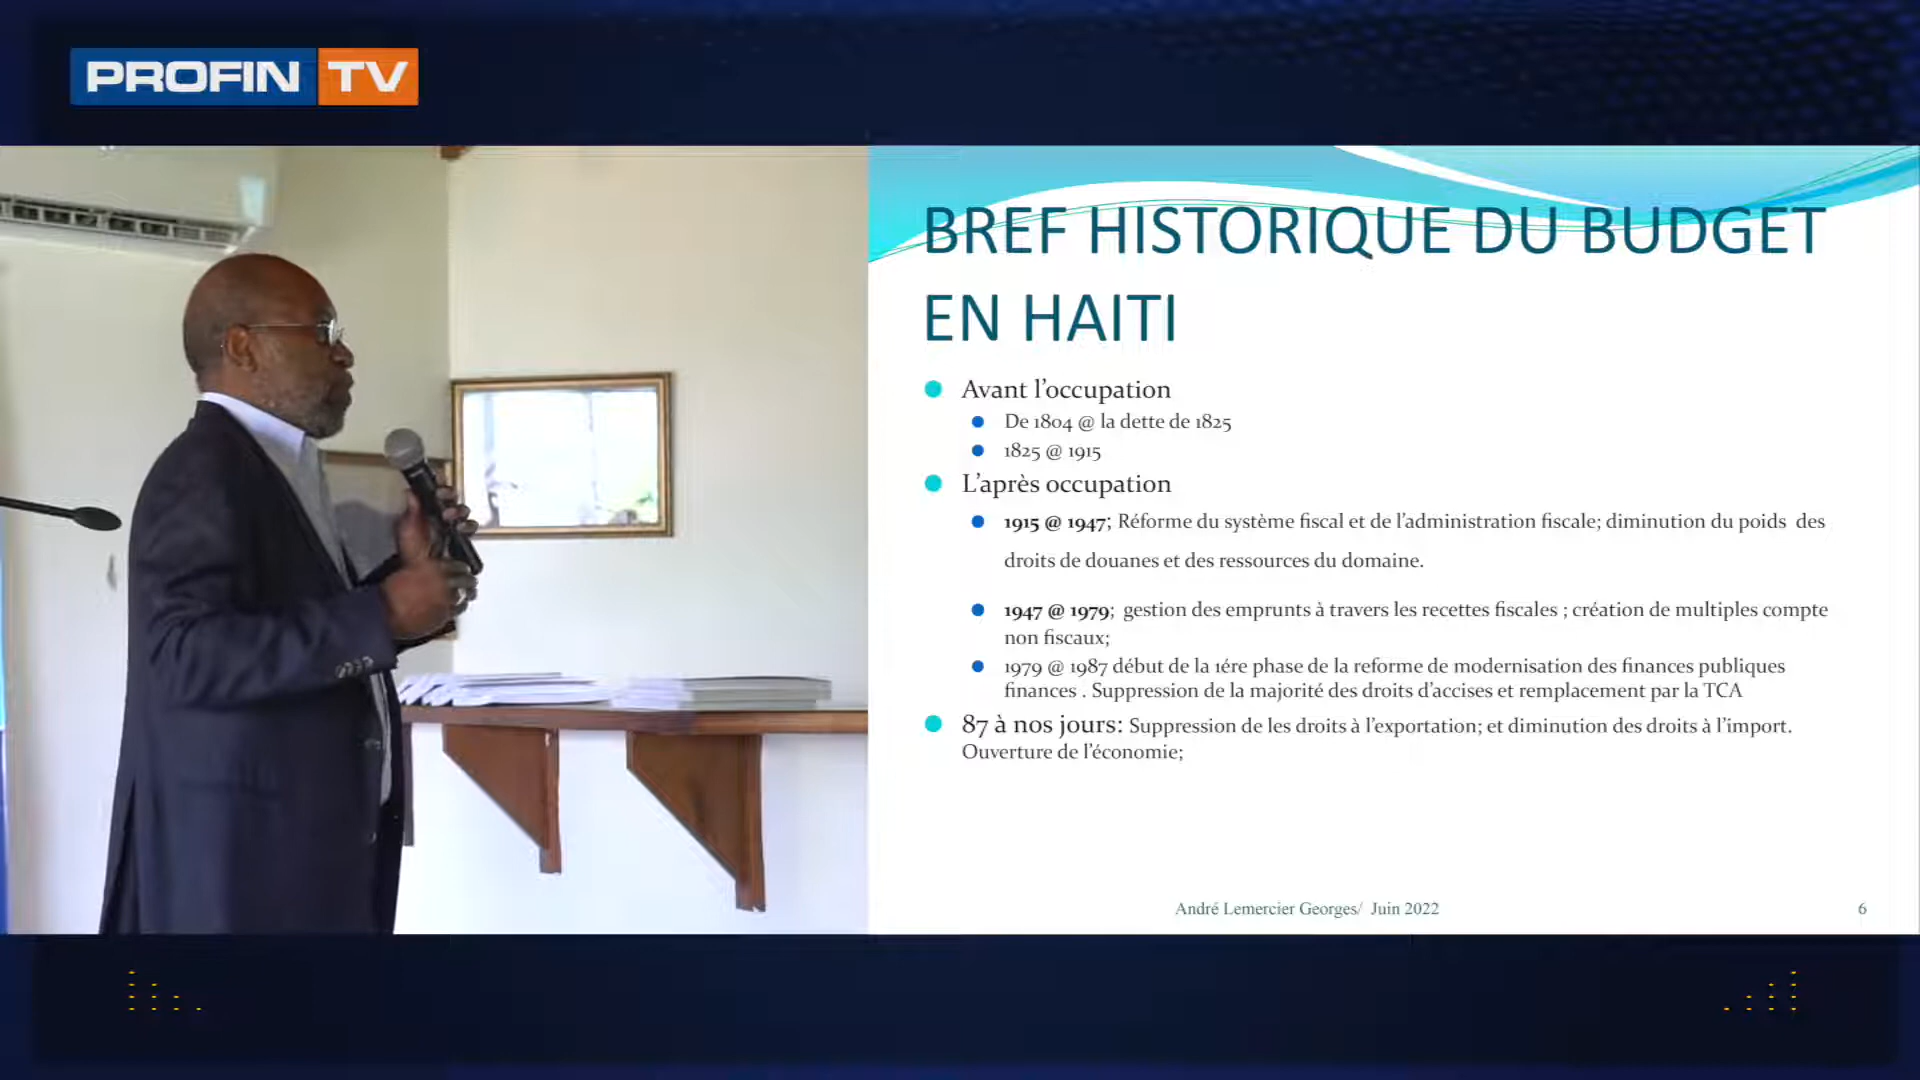 PROFIN TV
BREF HISTORIQUE DU BUDGET
EN HAITI
Avant l’occupation
De 1804 @ la dette de 1825
1825 @ 1915
L’après occupation
1915 @ 1947; Réforme du système fiscal et de l’administration fiscale; diminution du poids des
droits de douanes et des ressources du domaine.
1947 @ 1979; gestion des emprunts à travers les recettes fiscales ; création de multiples compte
non fiscaux;
1979 @ 1987 début de la 1ére phase de la reforme de modernisation des finances publiques
finances . Suppression de la majorité des droits d’accises et remplacement par la TCA
87 à nos jours: Suppression de les droits à l’exportation; et diminution des droits à l’import.
Ouverture de l’économie;
André Lemercier Georges/ Juin 2022
6